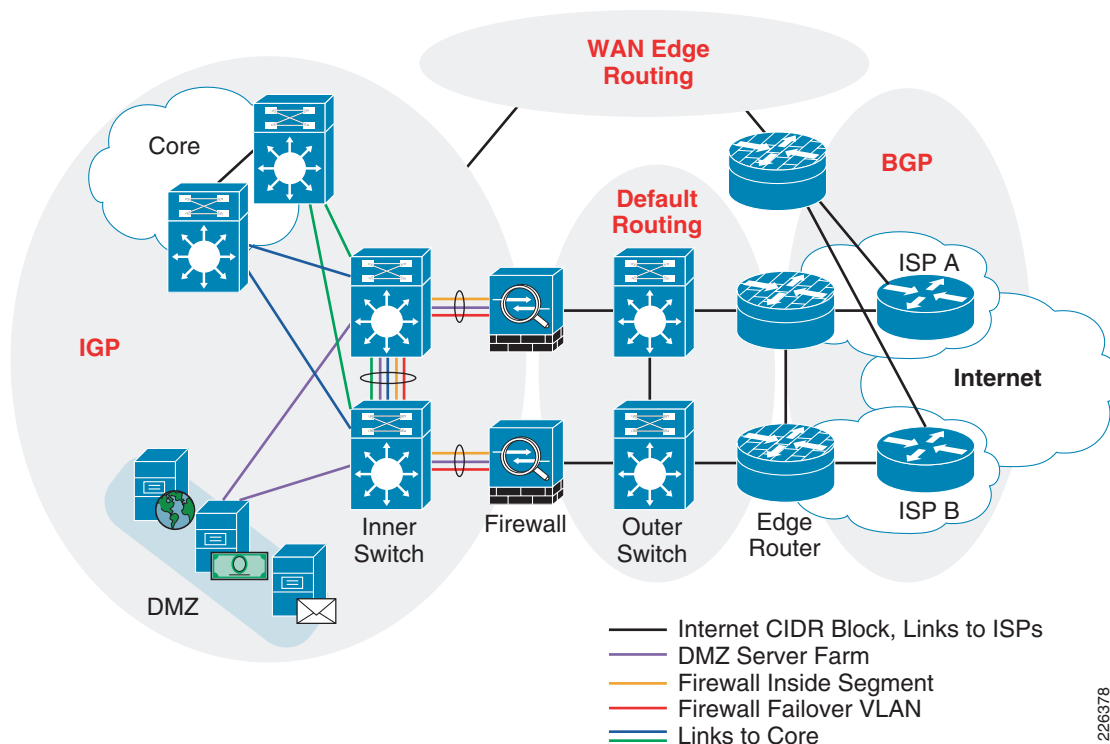 WAN Edge
Routing
Core
BGP
Default
Routing
ISP A
IGP
Internet
Inner
Switch
Firewall
Outer
Switch
Edge
Router
ISP B
DMZ
Internet CIDR Block, Links to ISPs
DMZ Server Farm
Firewall Inside Segment
Firewall Failover VLAN
Links to Core
226378